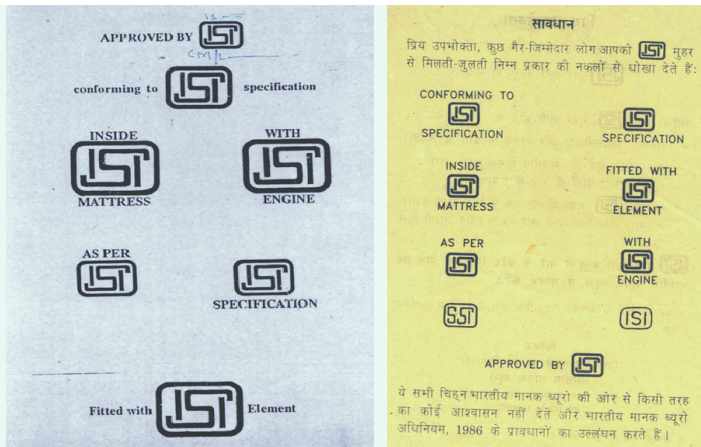 IS —
APPROVED BY ISI
CM/L
conforming to ISI specification
INSIDE
ISI
MATTRESS
WITH
ISI
ENGINE
AS PER
ISI
ISI
SPECIFICATION
Fitted with ISI Element
सावधान
प्रिय उपभोक्ता, कुछ गैर-जिम्मेदार लोग आपको ISI मुहर
से मिलती-जुलती निम्न प्रकार की नकलों से धोखा देते हैं:
CONFORMING TO
ISI
SPECIFICATION
ISI
SPECIFICATION
INSIDE
ISI
MATTRESS
FITTED WITH
ISI
ELEMENT
AS PER
ISI
WITH
ISI
ENGINE
SSI
ISI
APPROVED BY ISI
ये सभी चिह्न भारतीय मानक ब्यूरो की ओर से किसी तरह
का कोई आश्वासन नहीं देते और भारतीय मानक ब्यूरो
अधिनियम, 1986 के प्रावधानों का उल्लंघन करते हैं।